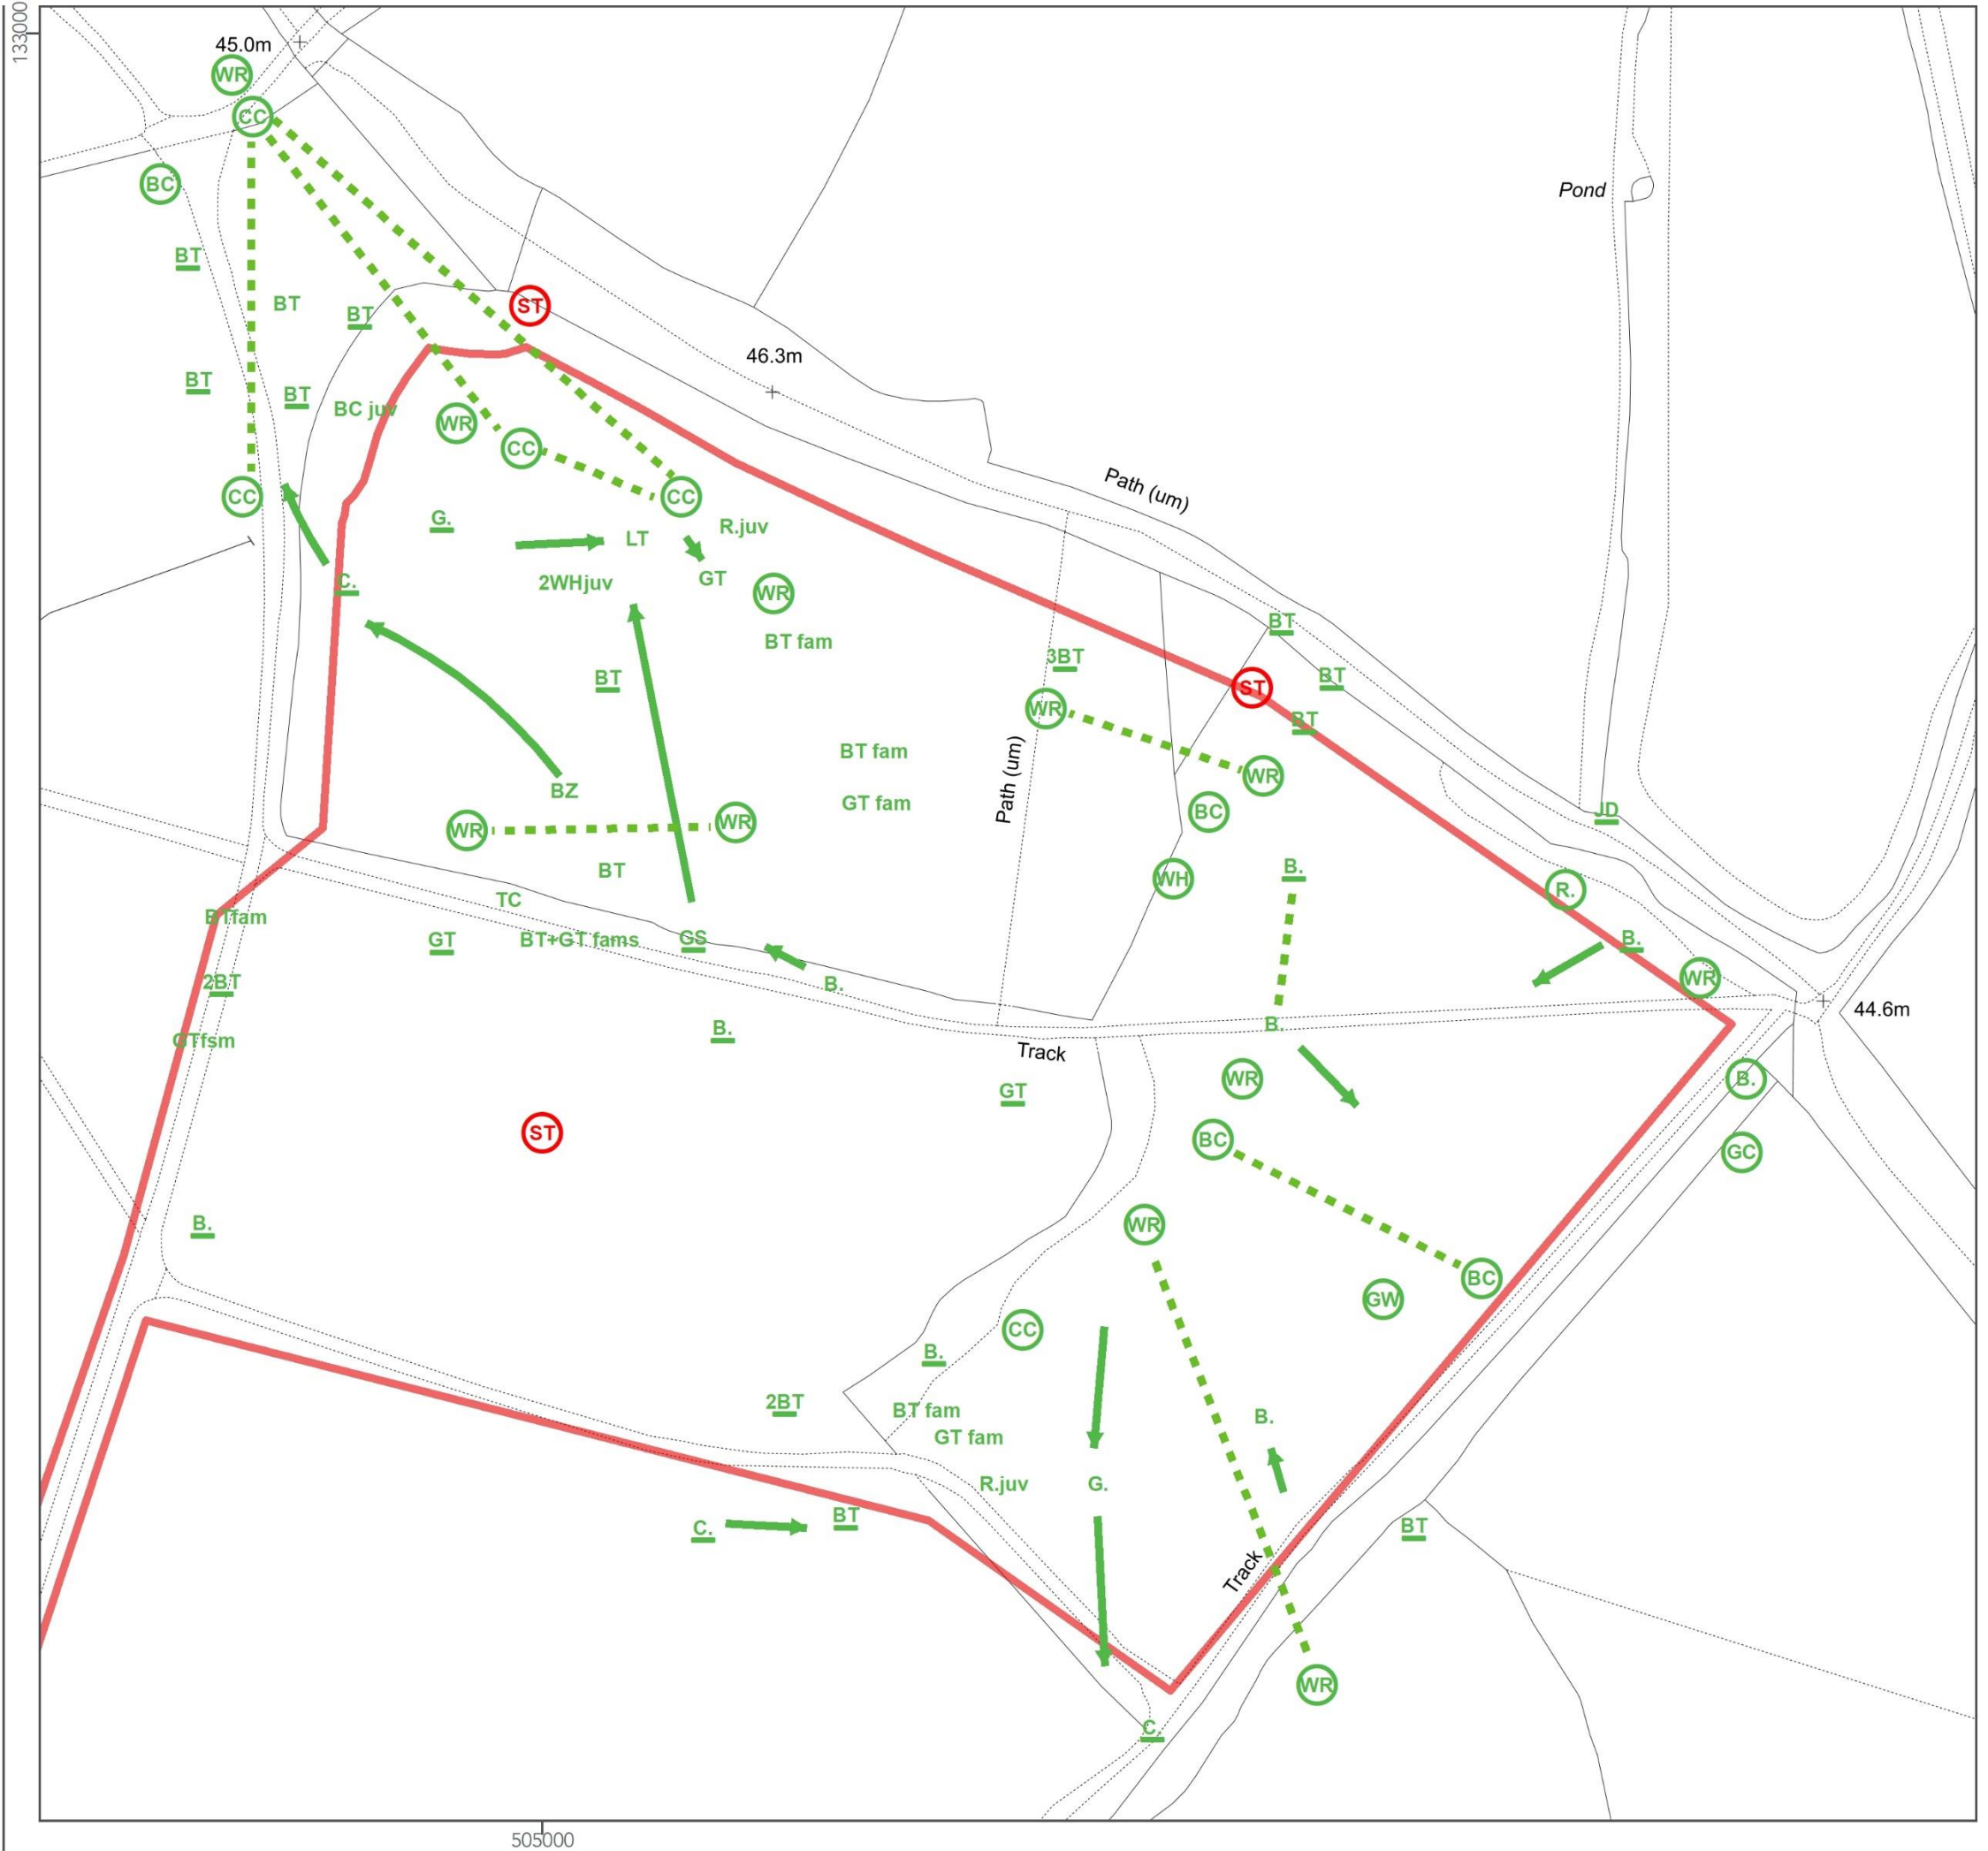 133000
45.0m
WR
CC
BC
Pond
BT
BT
BT
ST
46.3m
BT
BT
BC juv
WR
CC
CC
CC
Path (um)
G.
LT
R.juv
C.
2WHjuv
GT
WR
BT fam
BT
3BT
BT
ST
BT
WR
BT
Path (um)
BT fam
WR
BZ
GT fam
BC
JD
WR
WR
BT
WH
B.
R.
TC
BTfam
GT
BT+GT fams
GS
B.
2BT
B.
WR
44.6m
GTfsm
B.
B.
Track
WR
B.
GT
ST
BC
GC
B.
WR
BC
GW
CC
B.
2BT
BT fam
B.
GT fam
R.juv
G.
C.
BT
BT
Track
WR
C.
505000